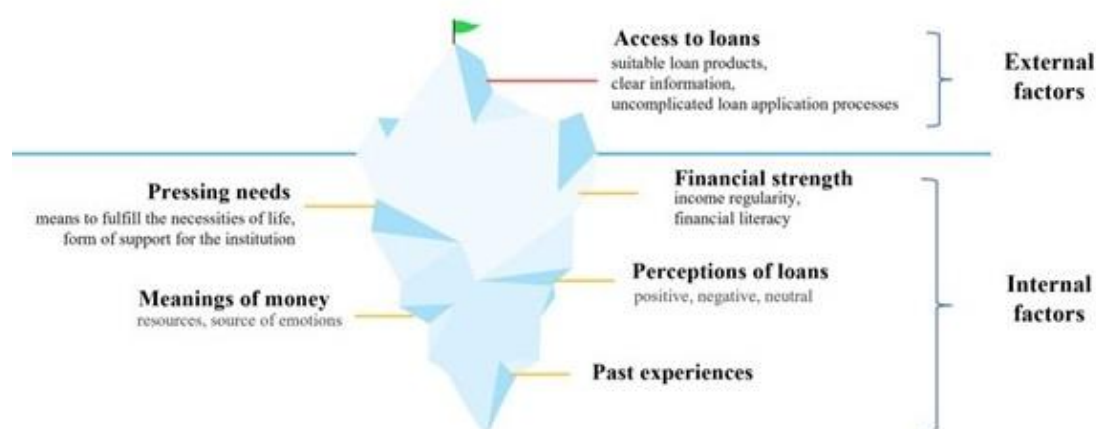 Access to loans
suitable loan products,
clear information,
uncomplicated loan application processes
External
factors
Pressing needs
means to fulfill the necessities of life,
form of support for the institution
Financial strength
income regularity,
financial literacy
Meanings of money
resources, source of emotions
Perceptions of loans
positive, negative, neutral
Internal
factors
Past experiences